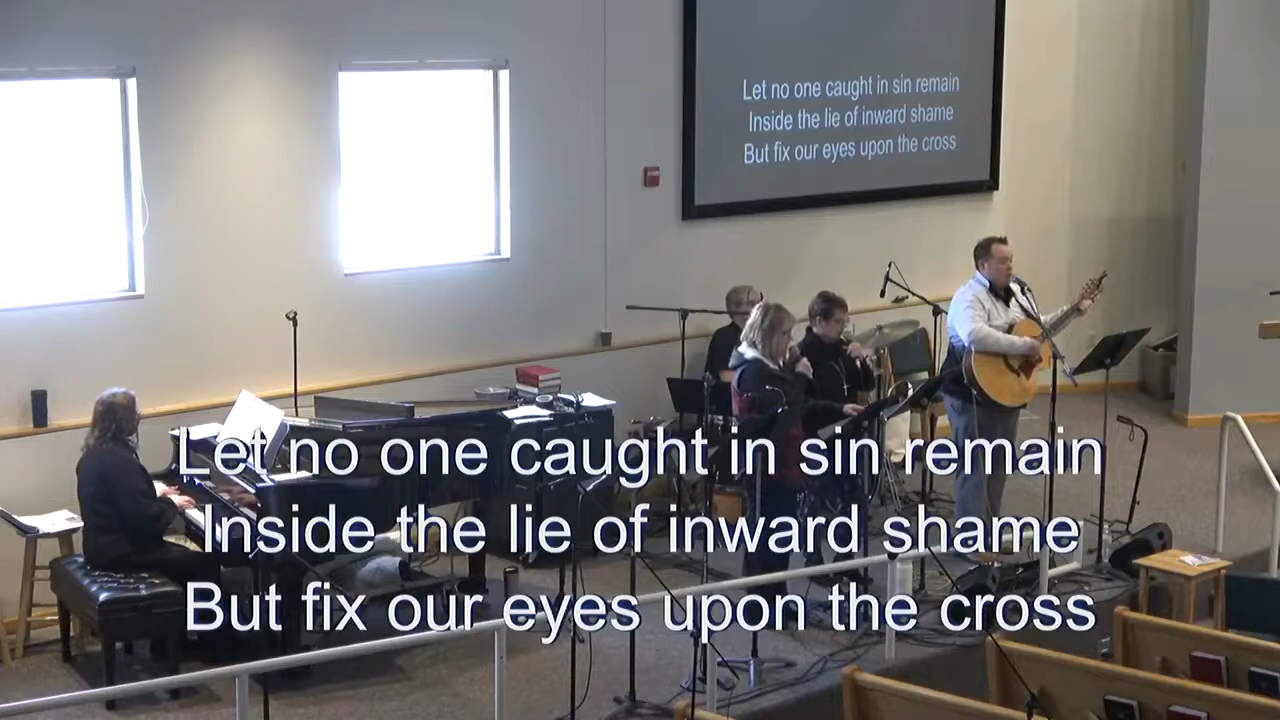 Let no one caught in sin remain
Inside the lie of inward shame
But fix our eyes upon the cross
Let no one caught in sin remain
Inside the lie of inward shame
But fix our eyes upon the cross